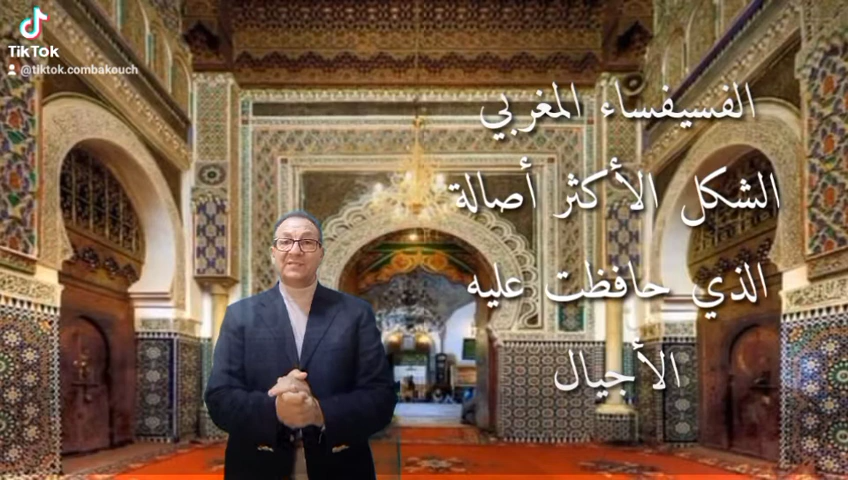 TikTok
@tiktok.combakouch
الفسيفساء المغربي
الشكل الأكثر أصالة
الذي حافظت عليه
الأجيال